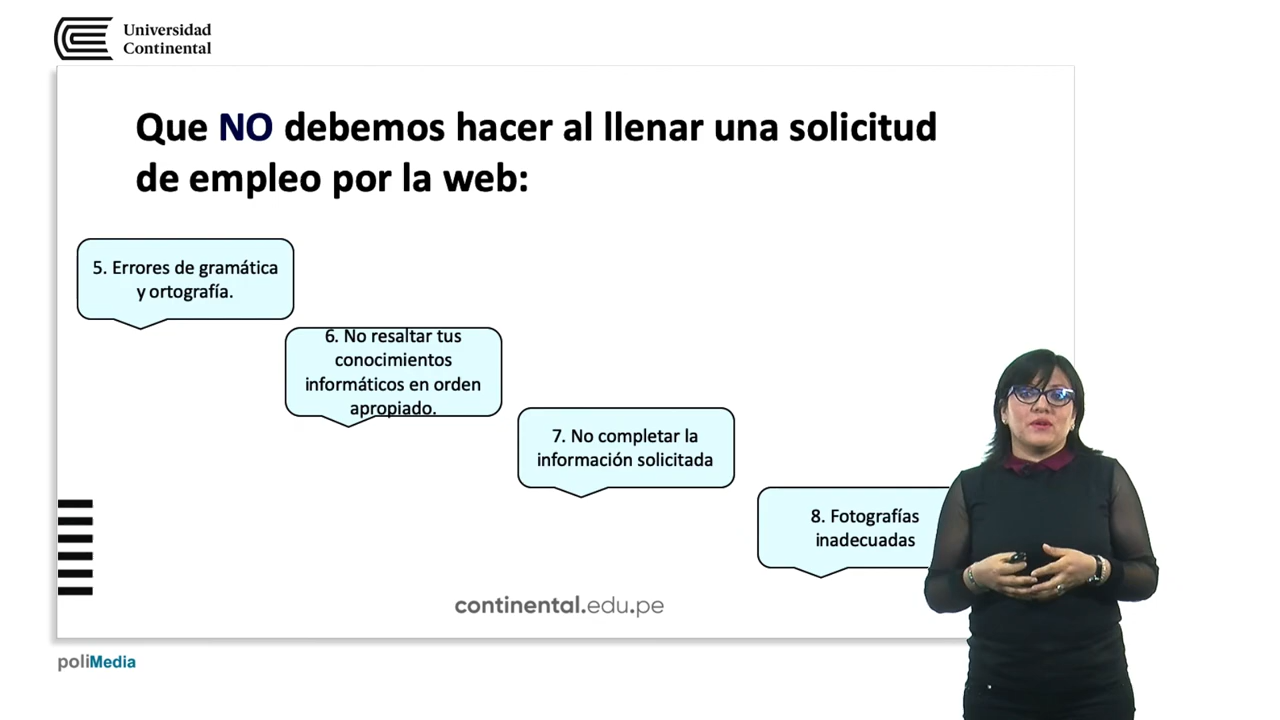 Universidad
Continental
Que NO debemos hacer al llenar una solicitud
de empleo por la web:
5. Errores de gramática
y ortografía.
6. No resaltar tus
conocimientos
informáticos en orden
apropiado.
7. No completar la
información solicitada
8. Fotografías
inadecuadas
continental.edu.pe
poliMedia